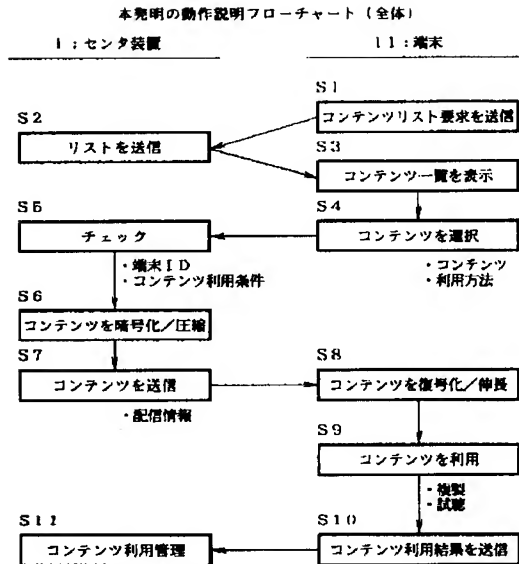 本発明の動作説明フローチャート(全体)
1:センタ装置
11:端末
S1
コンテンツリスト要求を送信
S2
リストを送信
S3
コンテンツ一覧を表示
S4
コンテンツを選択
・コンテンツ
・利用方法
S5
チェック
・端末ID
・コンテンツ利用条件
S6
コンテンツを暗号化/圧縮
S7
コンテンツを送信
・配信情報
S8
コンテンツを復号化/伸長
S9
コンテンツを利用
・複製
・試聴
S10
コンテンツ利用結果を送信
S11
コンテンツ利用管理